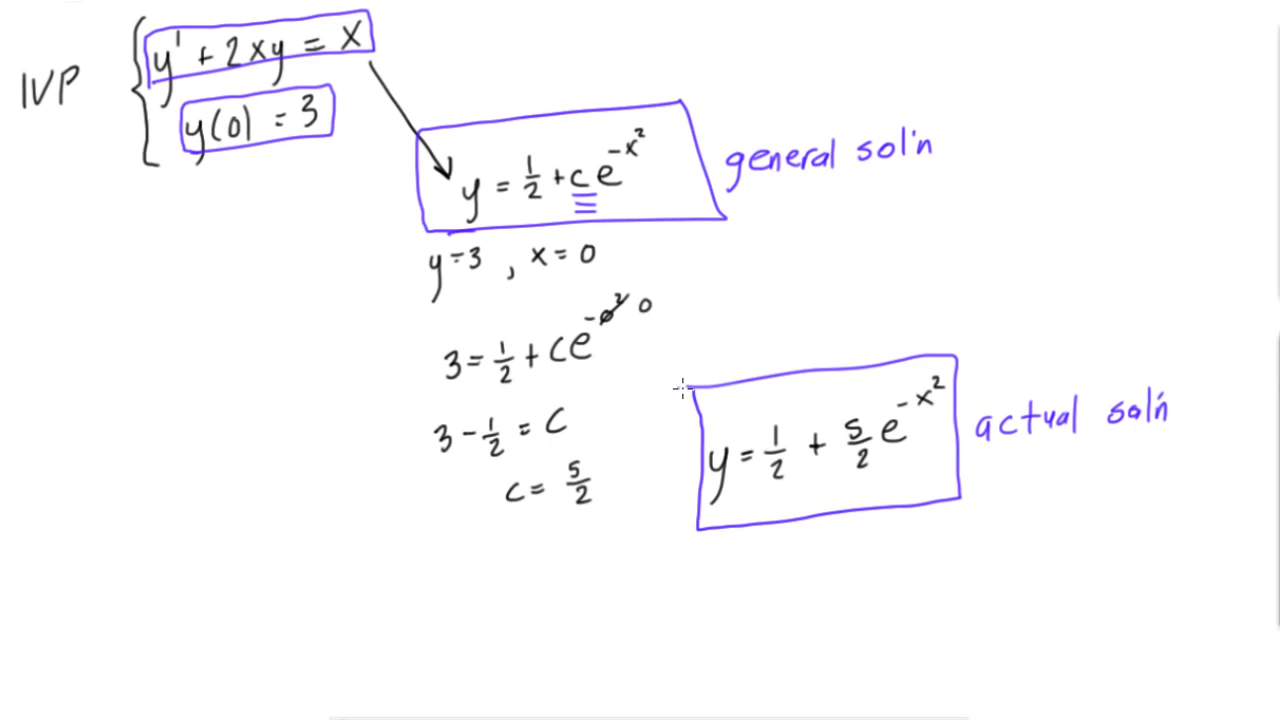 IVP { y' + 2xy = x
y(0) = 3
y = 1/2 + ce^{-x^2} general sol'n
y = 3 , x = 0
3 = 1/2 + Ce^{-0^2} 0
3 - 1/2 = C
c = 5/2
y = 1/2 + 5/2 e^{-x^2} actual sol'n